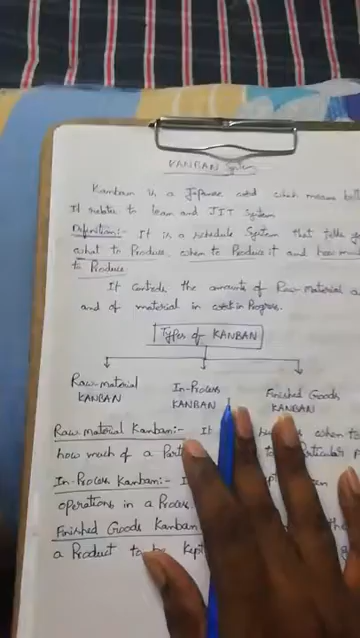 KANBAN System
Kanban is a Japanese word which means
It relates to lean and JIT system
Definition:- It is a schedule System that tells
what to Produce, when to Produce it and how
to Produce
It controls the amounts of Raw-Material
and of material in work in Progress.
Types of KANBAN
Raw-material
KANBAN
In-Process
KANBAN
Finished Goods
KANBAN
Raw material Kanban:- It when to
how much of a to Particular
In-Process Kanban:-
operations in a Process.
Finished Goods Kanban
a Product to be kept